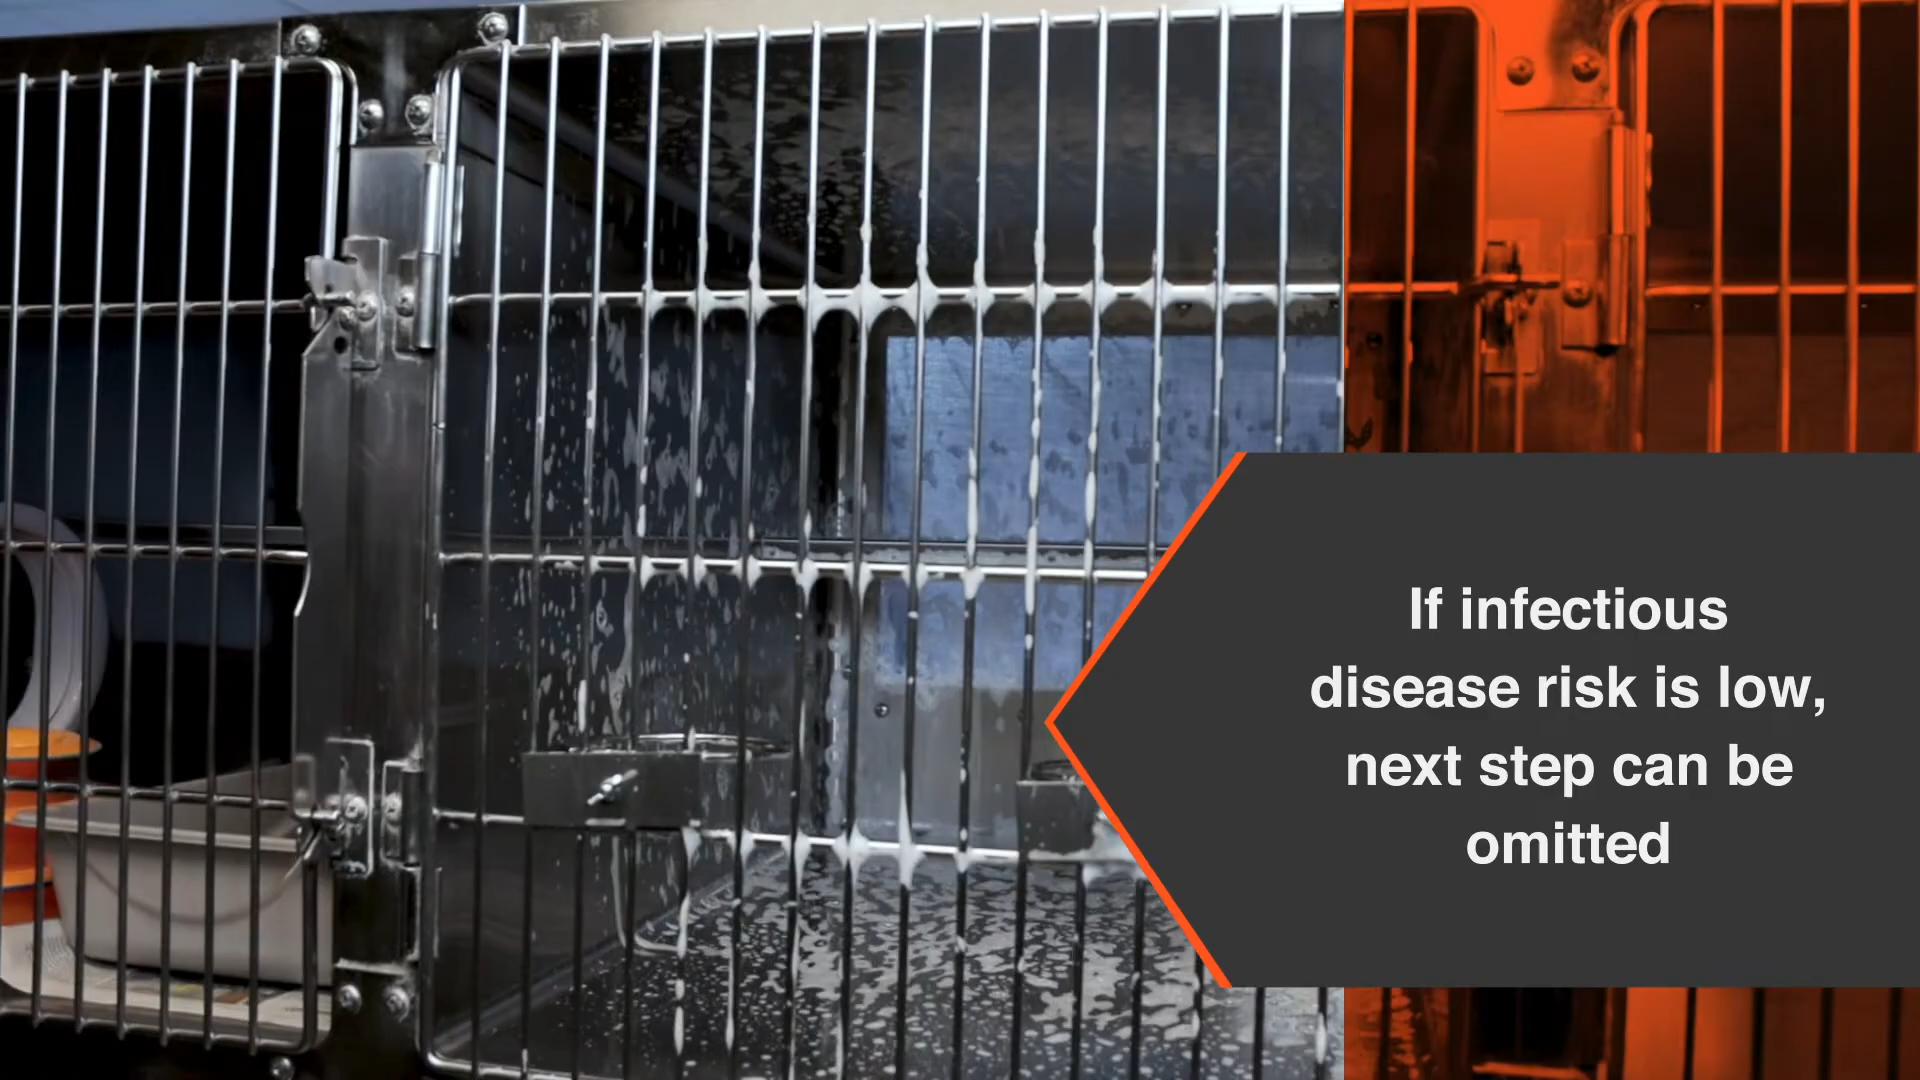 If infectious
disease risk is low,
next step can be
omitted